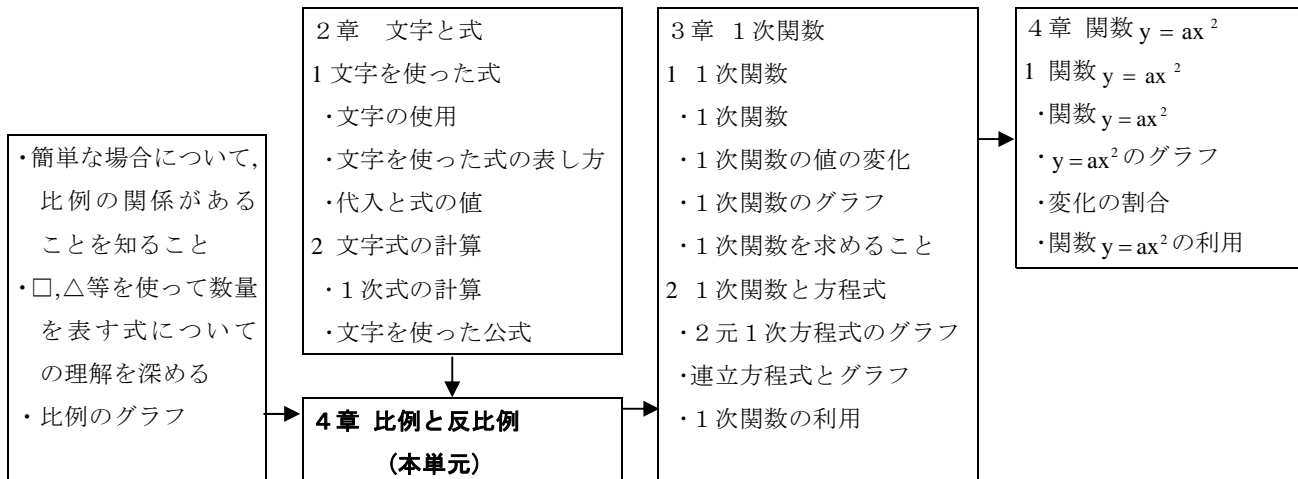 ・簡単な場合について,
比例の関係がある
ことを知ること
・□,△等を使って数量
を表す式について
の理解を深める
・比例のグラフ
２章　文字と式
1 文字を使った式
・文字の使用
・文字を使った式の表し方
・代入と式の値
2 文字式の計算
・１次式の計算
・文字を使った公式
４章 比例と反比例
(本単元)
３章 １次関数
1 １次関数
・１次関数
・１次関数の値の変化
・１次関数のグラフ
・１次関数を求めること
2 １次関数と方程式
・２元１次方程式のグラフ
・連立方程式とグラフ
・１次関数の利用
４章 関数 y = ax²
1 関数 y = ax²
・関数 y = ax²
・y = ax² のグラフ
・変化の割合
・関数 y = ax² の利用